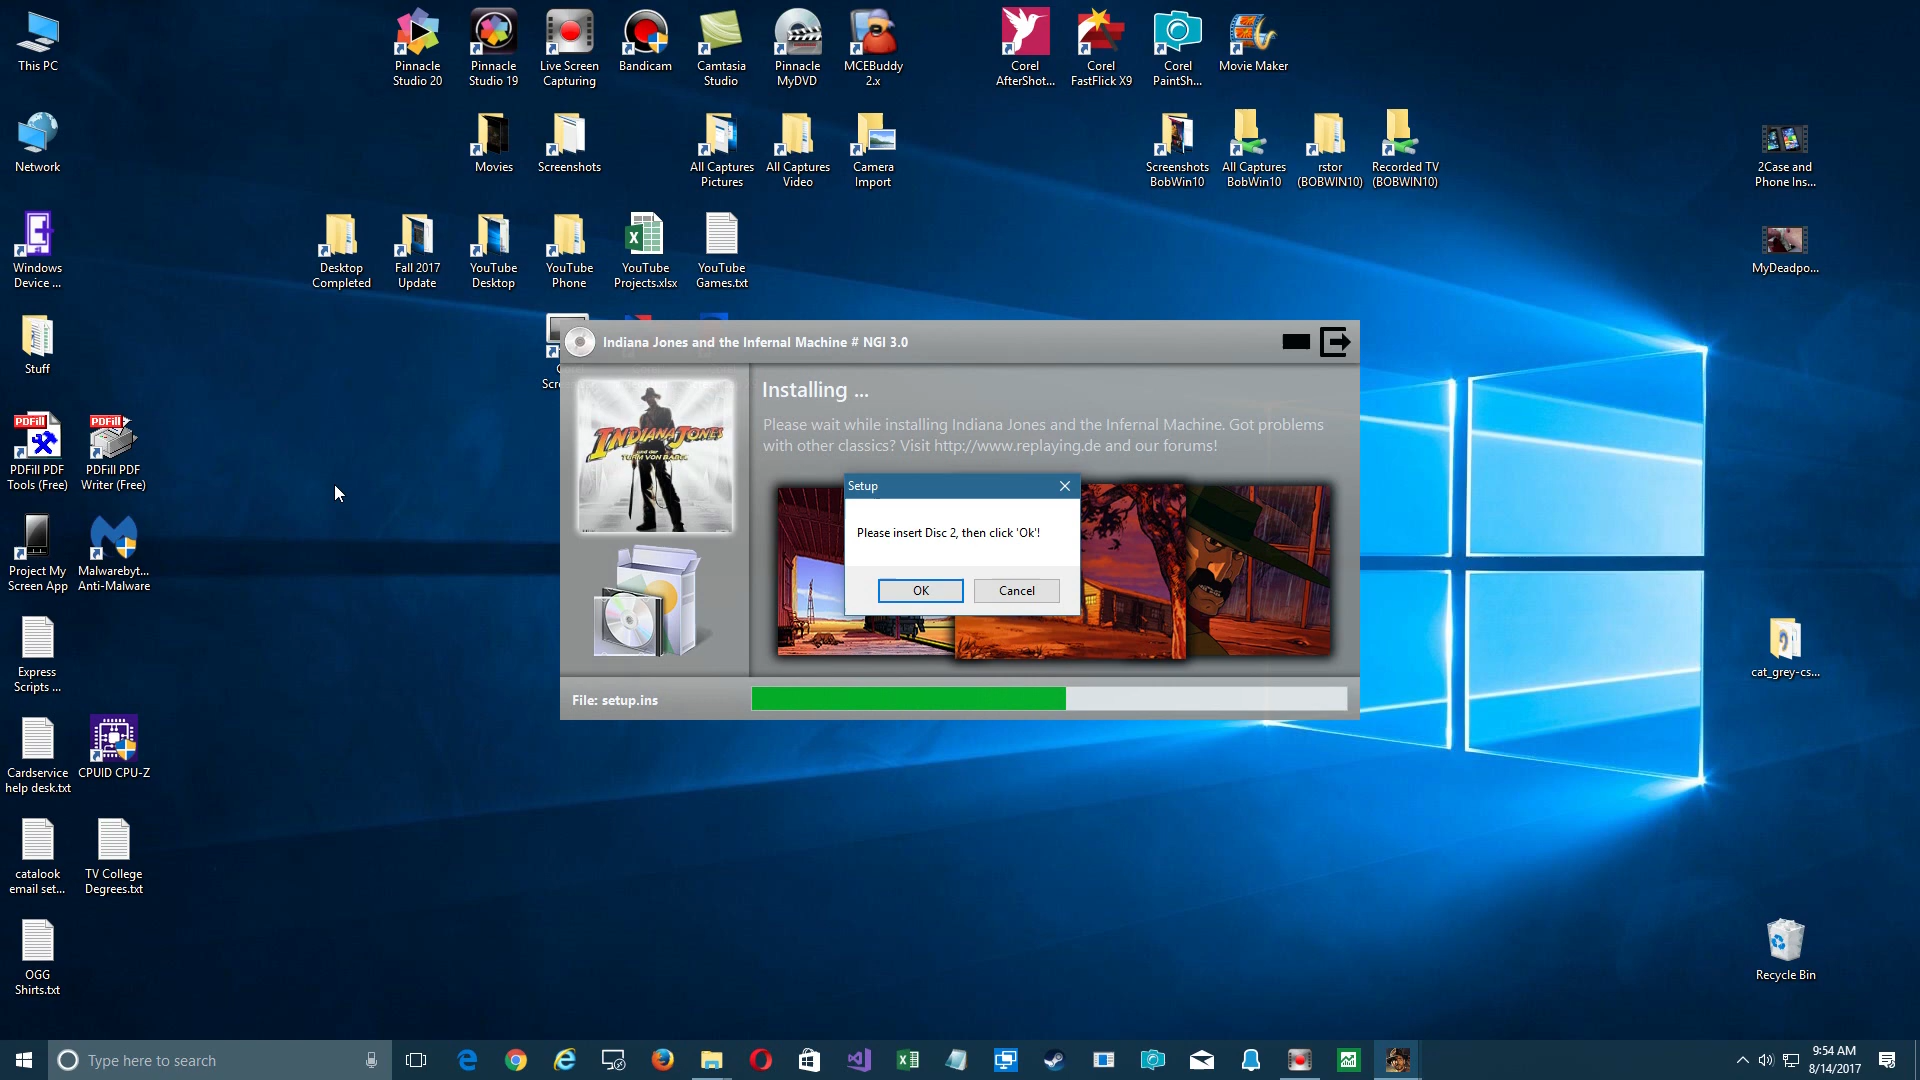 This PC
Pinnacle
Studio 20
Pinnacle
Studio 19
Live Screen
Capturing
Bandicam
Camtasia
Studio
Pinnacle
MyDVD
MCEBuddy
2.x
Corel
AfterShot...
Corel
FastFlick X9
Corel
PaintSh...
Movie Maker
Network
Movies
Screenshots
All Captures
Pictures
All Captures
Video
Camera
Import
Screenshots
BobWin10
All Captures
BobWin10
rstor
(BOBWIN10)
Recorded TV
(BOBWIN10)
2Case and
Phone Ins...
Windows
Device ...
Desktop
Completed
Fall 2017
Update
YouTube
Desktop
YouTube
Phone
YouTube
Projects.xlsx
YouTube
Games.txt
MyDeadpo...
Stuff
Indiana Jones and the Infernal Machine # NGI 3.0
Installing ...
Please wait while installing Indiana Jones and the Infernal Machine. Got problems
with other classics? Visit http://www.replaying.de and our forums!
INDIANA JONES
und der
TURM VON BABEL
Setup
Please insert Disc 2, then click 'Ok'!
OK
Cancel
File: setup.ins
PDFill
PDFill PDF
Tools (Free)
PDFill
PDFill PDF
Writer (Free)
Project My
Screen App
Malwarebyt...
Anti-Malware
Express
Scripts ...
cat_grey-cs...
Cardservice
help desk.txt
CPUID CPU-Z
catalook
email set...
TV College
Degrees.txt
OGG
Shirts.txt
Recycle Bin
Type here to search
9:54 AM
8/14/2017